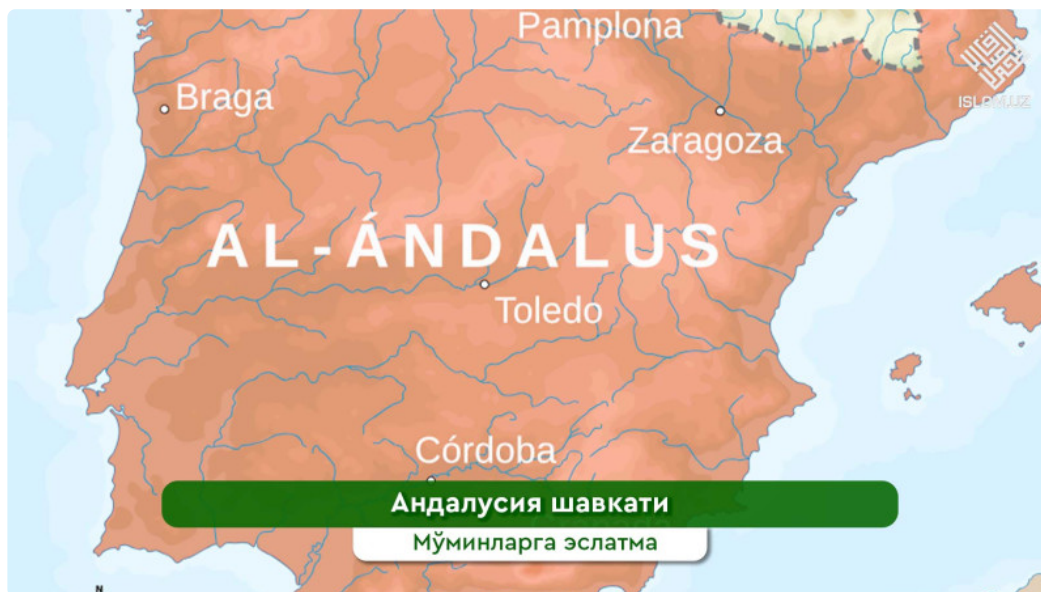 Pamplona
ISLOM.UZ
Braga
Zaragoza
AL-ÁNDALUS
Toledo
Córdoba
Андалусия шавкати
Мўминларга эслатма
N